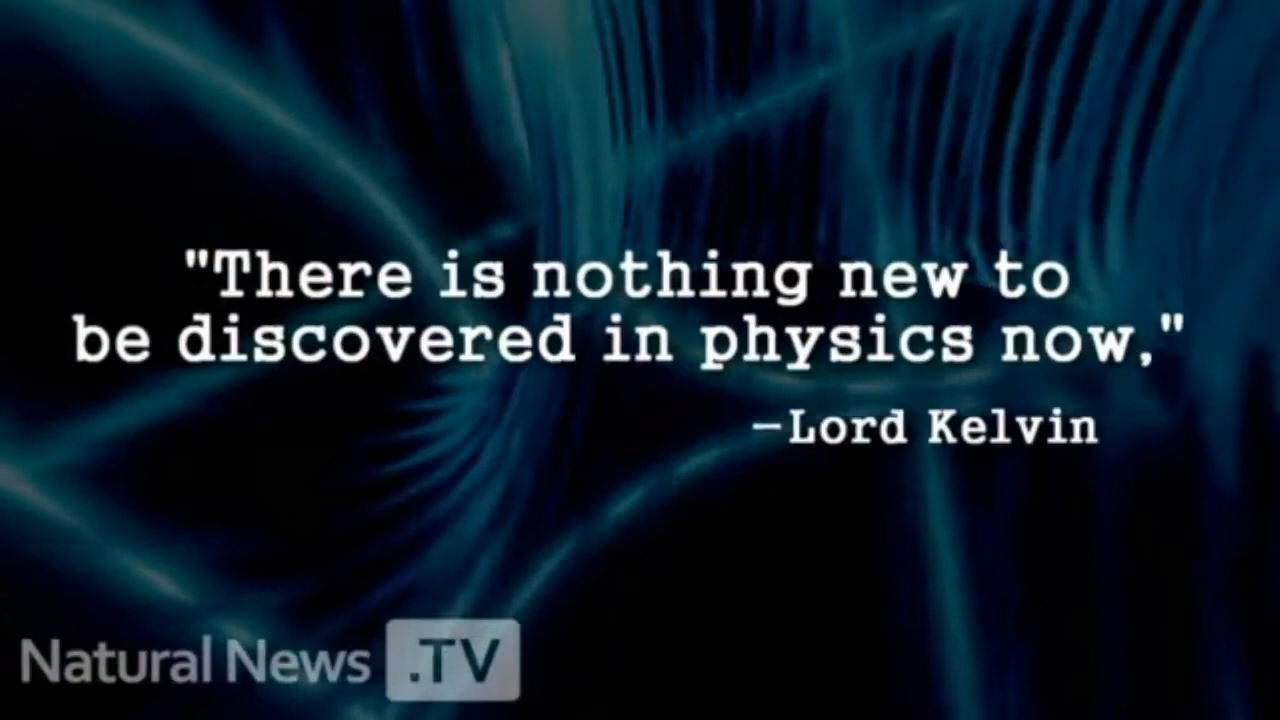 "There is nothing new to
be discovered in physics now,"
—Lord Kelvin
Natural News .TV